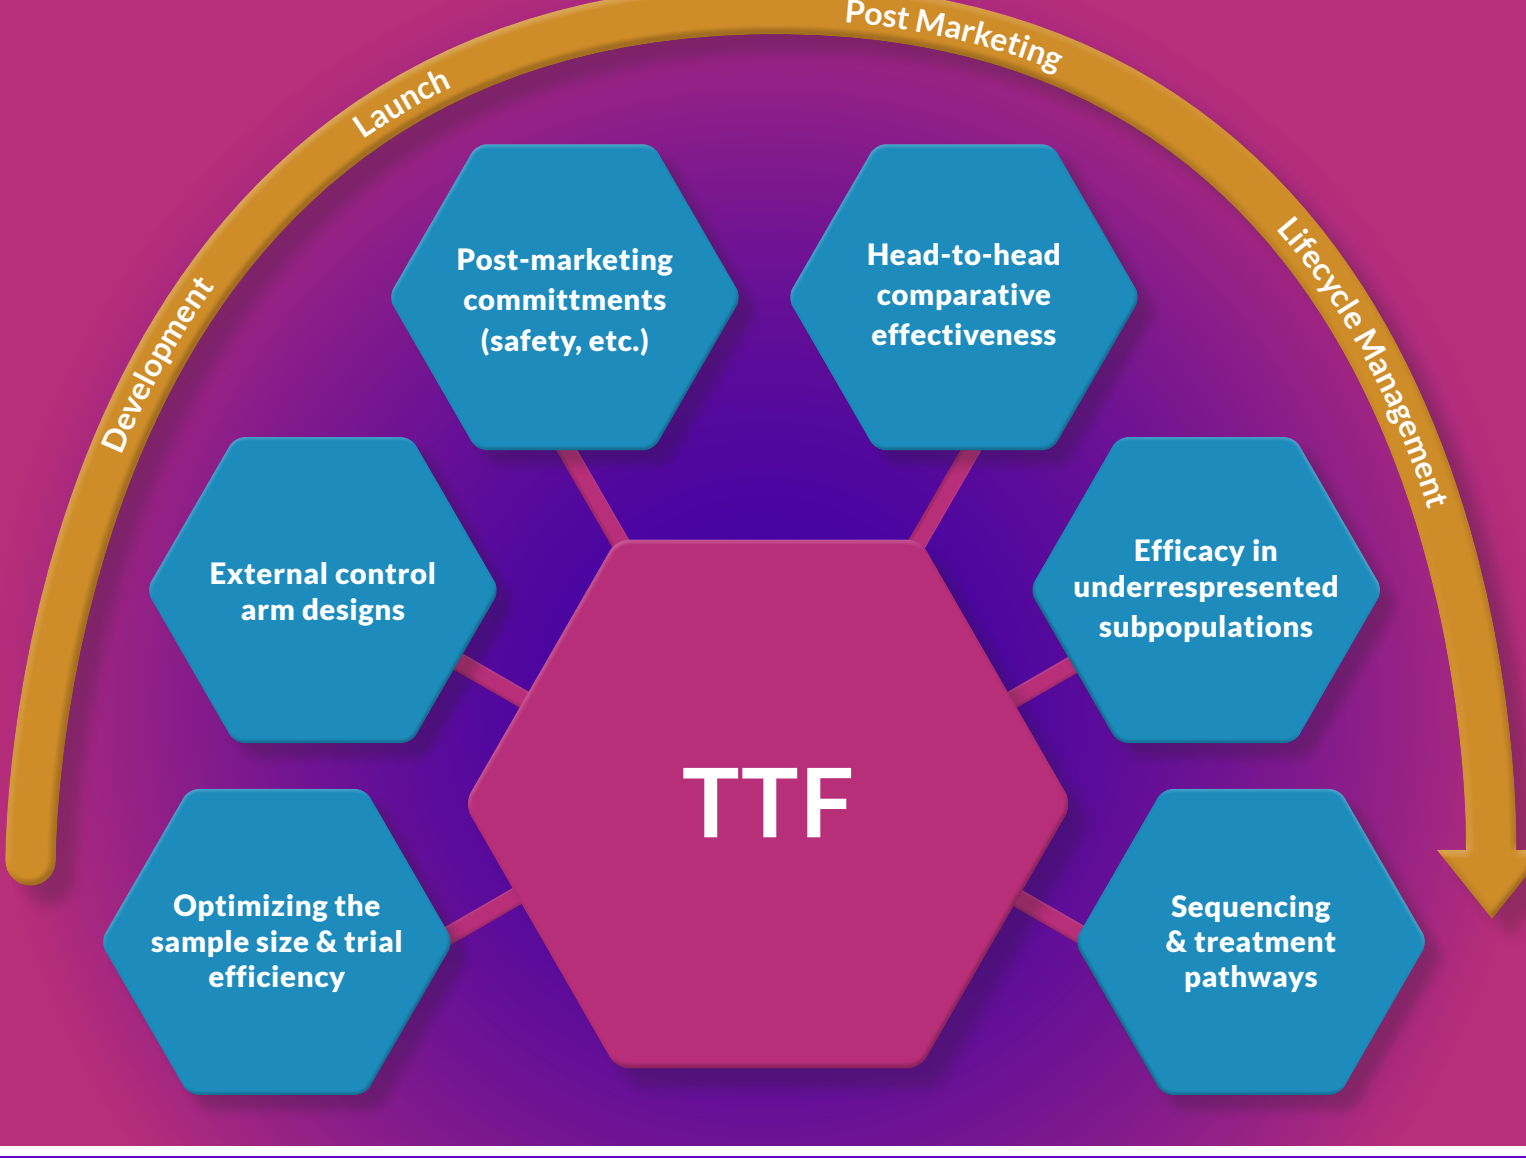 Post Marketing
Launch
Development
Lifecycle Management
Post-marketing
committments
(safety, etc.)
Head-to-head
comparative
effectiveness
External control
arm designs
Efficacy in
underrespresented
subpopulations
TTF
Optimizing the
sample size & trial
efficiency
Sequencing
& treatment
pathways